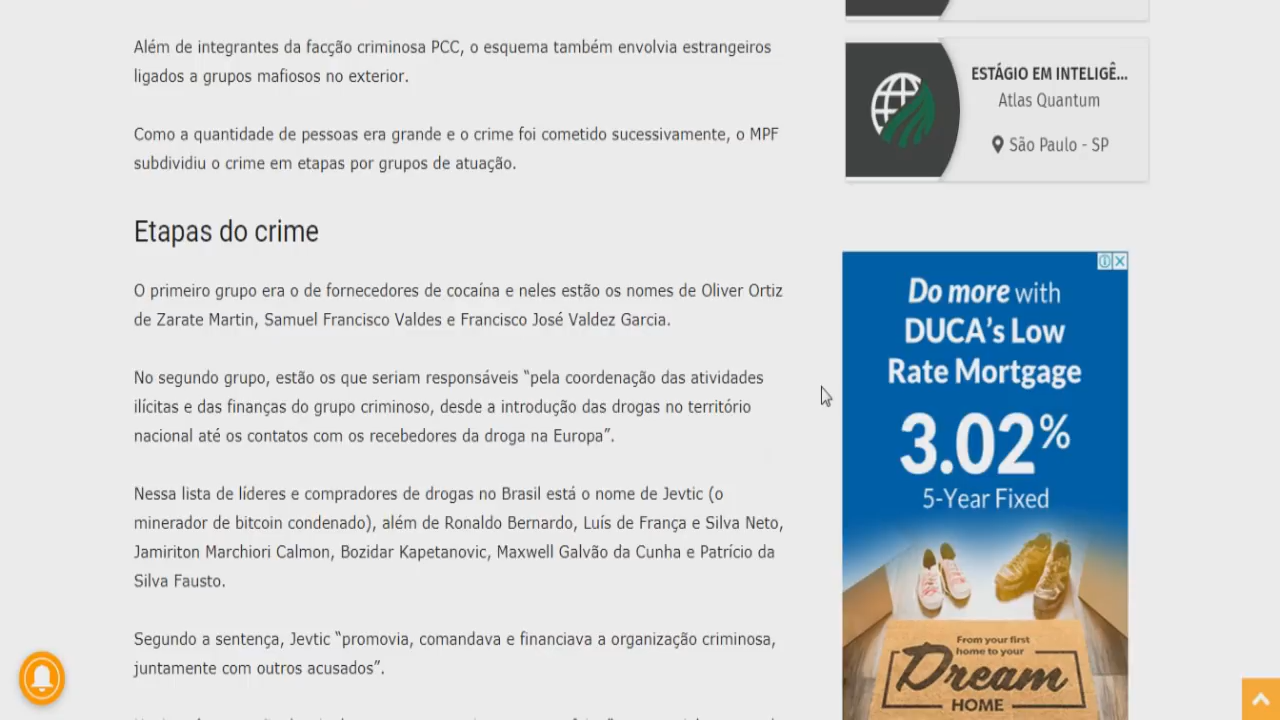 Além de integrantes da facção criminosa PCC, o esquema também envolvia estrangeiros
ligados a grupos mafiosos no exterior.
Como a quantidade de pessoas era grande e o crime foi cometido sucessivamente, o MPF
subdividiu o crime em etapas por grupos de atuação.
Etapas do crime
O primeiro grupo era o de fornecedores de cocaína e neles estão os nomes de Oliver Ortiz
de Zarate Martin, Samuel Francisco Valdes e Francisco José Valdez Garcia.
No segundo grupo, estão os que seriam responsáveis “pela coordenação das atividades
ilícitas e das finanças do grupo criminoso, desde a introdução das drogas no território
nacional até os contatos com os recebedores da droga na Europa”.
Nessa lista de líderes e compradores de drogas no Brasil está o nome de Jevtic (o
minerador de bitcoin condenado), além de Ronaldo Bernardo, Luís de França e Silva Neto,
Jamiriton Marchiori Calmon, Bozidar Kapetanovic, Maxwell Galvão da Cunha e Patrício da
Silva Fausto.
Segundo a sentença, Jevtic “promovia, comandava e financiava a organização criminosa,
juntamente com outros acusados”.
ESTÁGIO EM INTELIGÊ...
Atlas Quantum
São Paulo - SP
Do more with
DUCA’s Low
Rate Mortgage
3.02%
5-Year Fixed
From your first
home to your
Dream
HOME